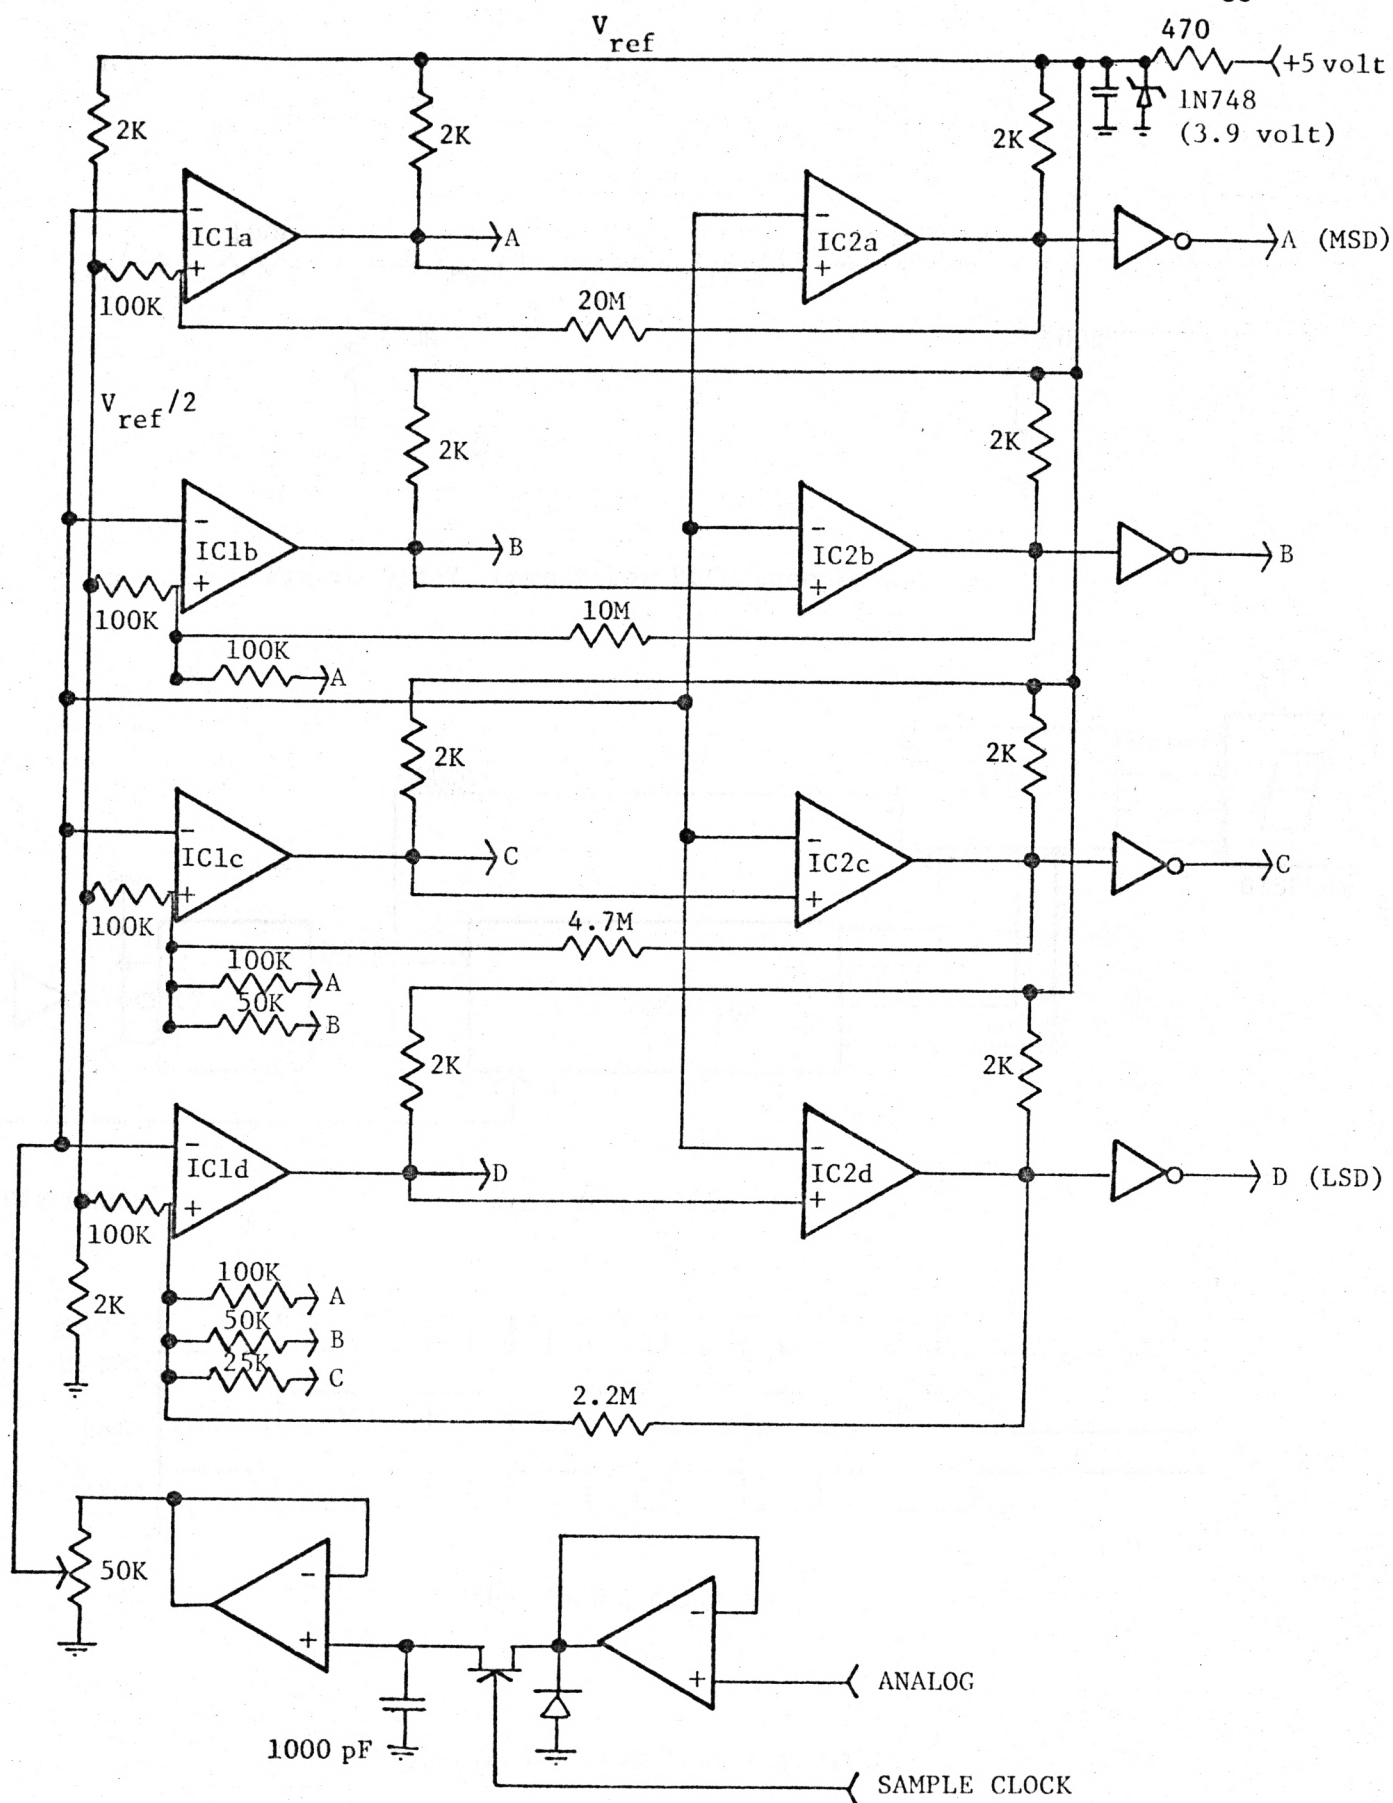 V ref
470
+5 volt
2K
2K
2K
1N748
(3.9 volt)
-
IC1a
+
A
-
IC2a
+
A (MSD)
100K
20M
V ref /2
2K
2K
-
IC1b
+
B
-
IC2b
+
B
100K
10M
100K
A
2K
2K
-
IC1c
+
C
-
IC2c
+
C
100K
4.7M
100K
A
50K
B
2K
2K
-
IC1d
+
D
-
IC2d
+
D (LSD)
100K
2K
100K
A
50K
B
25K
C
2.2M
50K
-
+
-
+
ANALOG
1000 pF
SAMPLE CLOCK